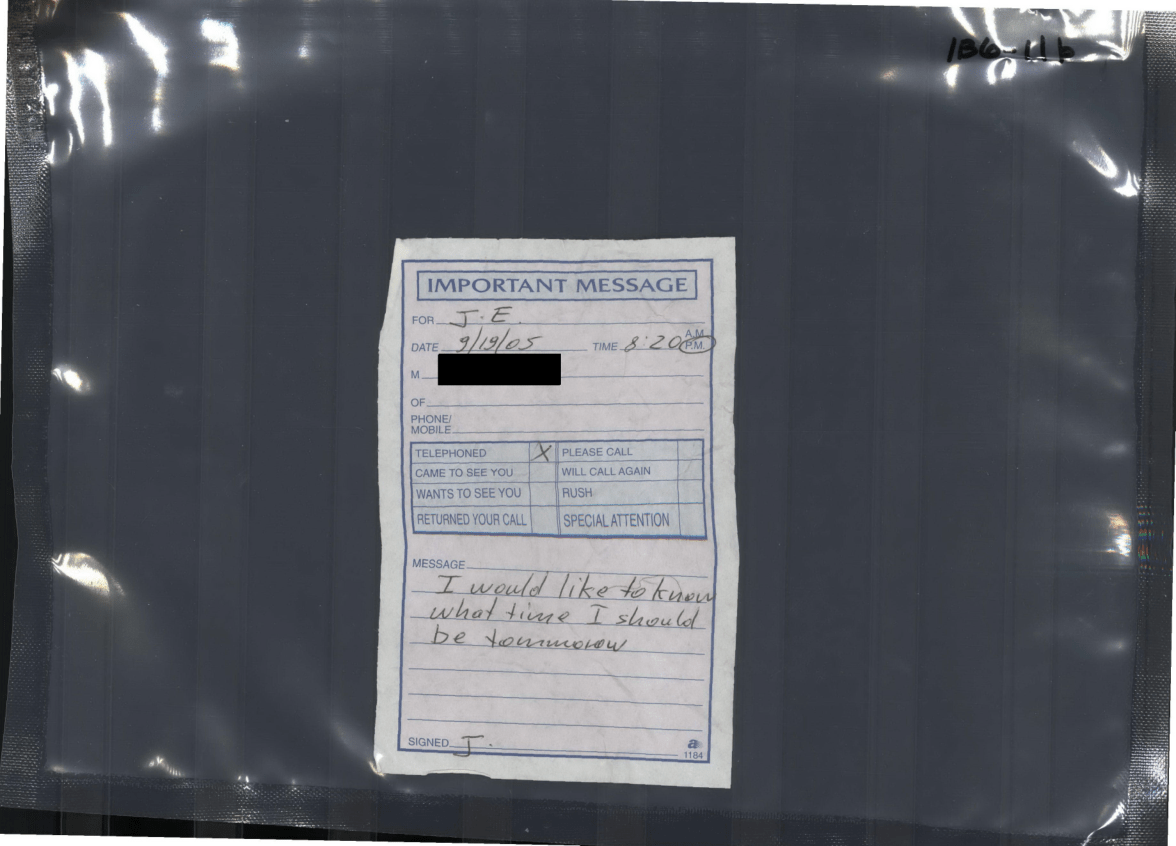 1B6-11b
IMPORTANT MESSAGE
FOR J.E.
A.M.
DATE 9/19/05 TIME 8:20 P.M.
M
OF
PHONE/
MOBILE
TELEPHONED X PLEASE CALL
CAME TO SEE YOU WILL CALL AGAIN
WANTS TO SEE YOU RUSH
RETURNED YOUR CALL SPECIAL ATTENTION
MESSAGE
I would like to know
what time I should
be tommorow
SIGNED J. a
1184